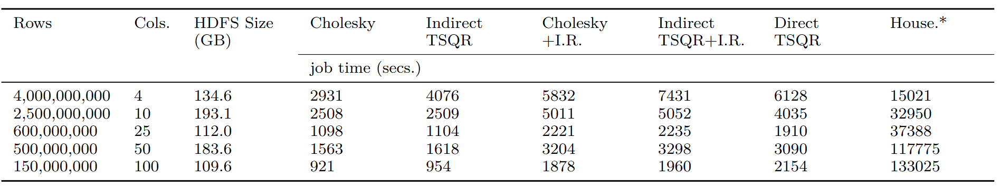 Rows Cols. HDFS Size Cholesky Indirect Cholesky Indirect Direct House.*
(GB) TSQR +I.R. TSQR+I.R. TSQR
job time (secs.)
4,000,000,000 4 134.6 2931 4076 5832 7431 6128 15021
2,500,000,000 10 193.1 2508 2509 5011 5052 4035 32950
600,000,000 25 112.0 1098 1104 2221 2235 1910 37388
500,000,000 50 183.6 1563 1618 3204 3298 3090 117775
150,000,000 100 109.6 921 954 1878 1960 2154 133025